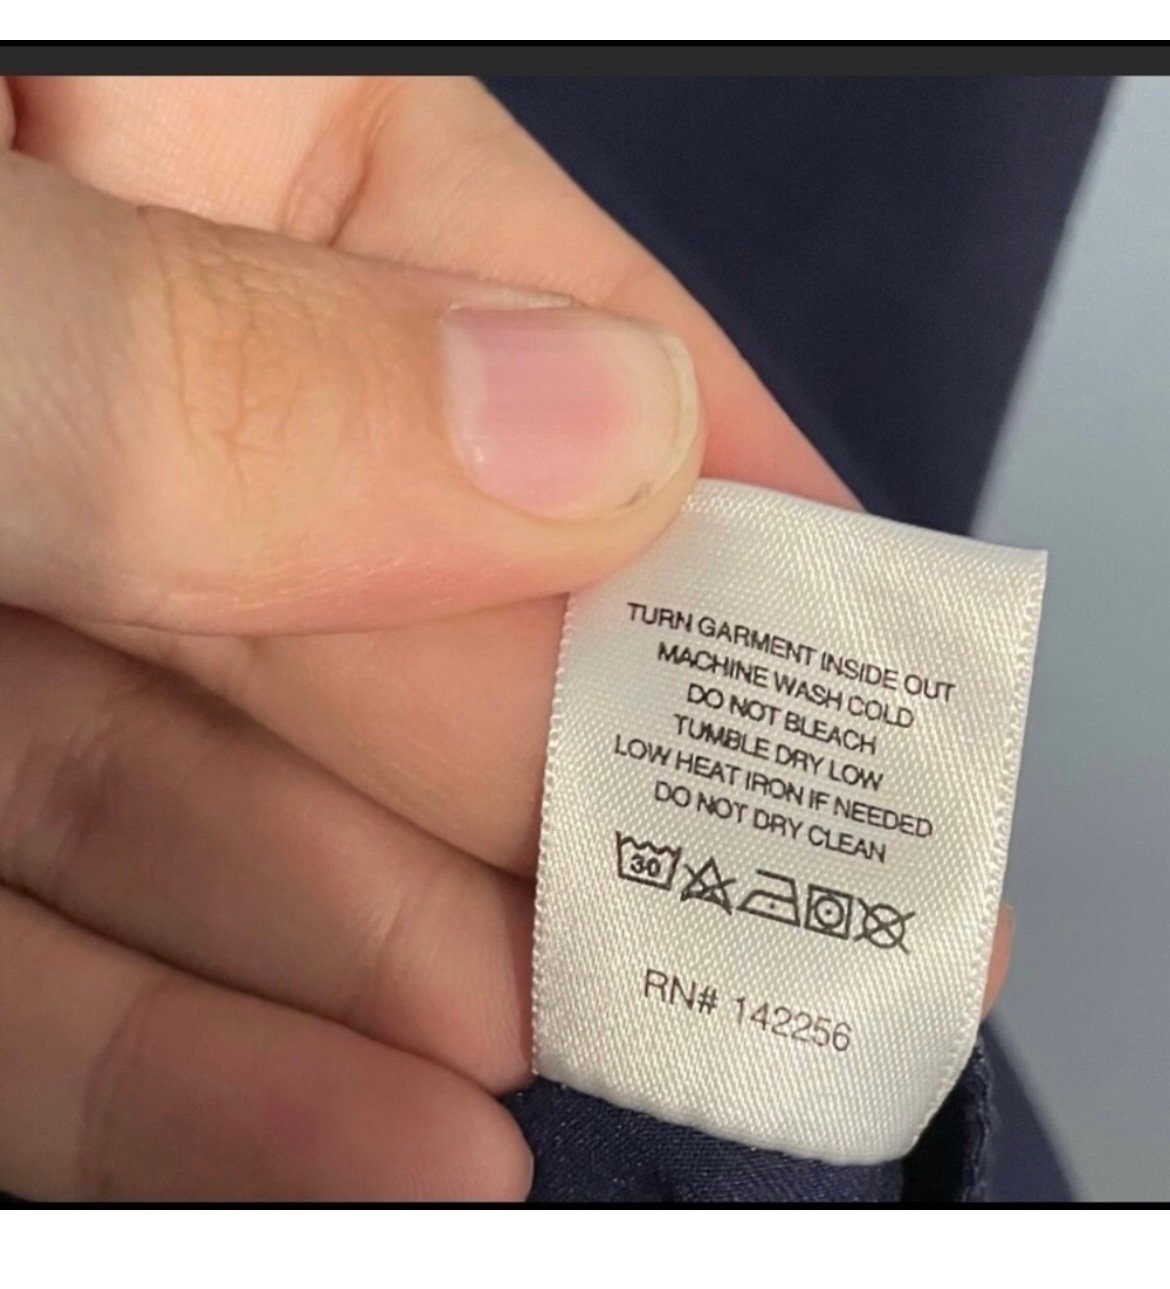 TURN GARMENT INSIDE OUT
MACHINE WASH COLD
DO NOT BLEACH
TUMBLE DRY LOW
LOW HEAT IRON IF NEEDED
DO NOT DRY CLEAN
30
RN# 142256